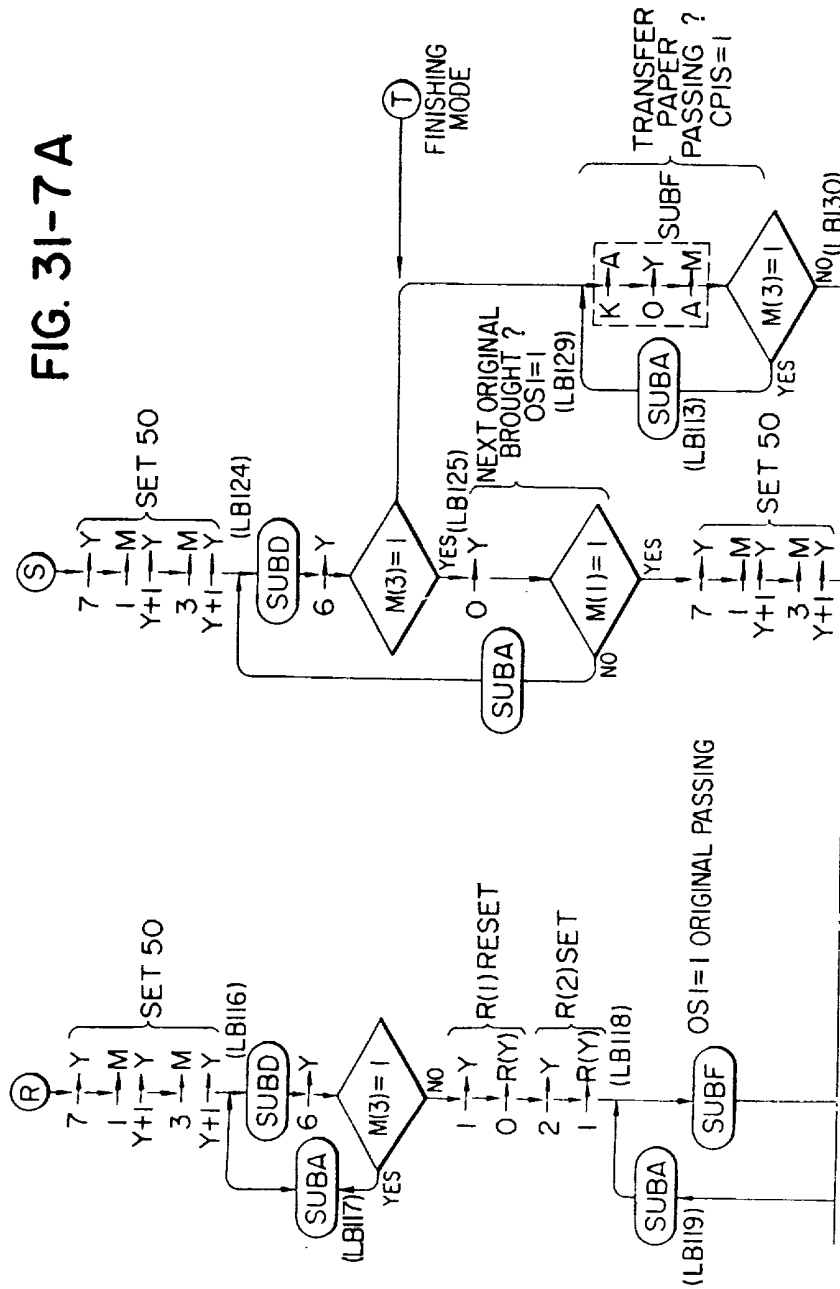 FIG. 31-7A
R
7 → Y
1 → M
Y+1 → Y
3 → M
Y+1 → Y
SET 50
(LB116)
SUBD
6 → Y
M(3)=1
YES
NO
SUBA
(LB117)
1 → Y
0 → R(Y)
R(1) RESET
2 → Y
1 → R(Y)
R(2) SET
(LB118)
SUBF
OS1=1 ORIGINAL PASSING
SUBA
(LB119)
S
7 → Y
1 → M
Y+1 → Y
3 → M
Y+1 → Y
SET 50
(LB124)
SUBD
6 → Y
M(3)=1
YES
(LB125)
0 → Y
M(1)=1
NEXT ORIGINAL
BROUGHT ?
OS1=1
NO
YES
SUBA
7 → Y
1 → M
Y+1 → Y
3 → M
Y+1 → Y
SET 50
T
FINISHING
MODE
(LB129)
K → A
O → Y
A → M
SUBF
SUBA
(LB113)
M(3)=1
YES
NO
(LB130)
TRANSFER
PAPER
PASSING ?
CPIS=1